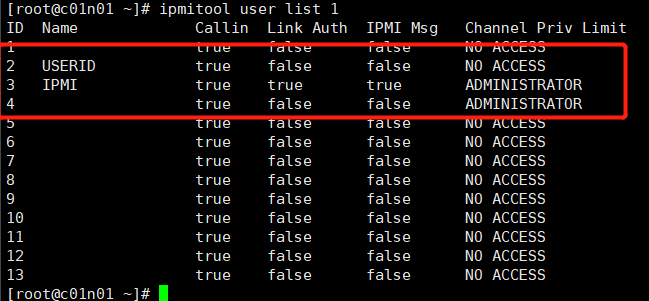 [root@c01n01 ~]# ipmitool user list 1
ID  Name             Callin  Link Auth  IPMI Msg   Channel Priv Limit
1                    true    false      false      NO ACCESS
2   USERID           true    false      false      NO ACCESS
3   IPMI             true    true       true       ADMINISTRATOR
4                    true    false      false      ADMINISTRATOR
5                    true    false      false      NO ACCESS
6                    true    false      false      NO ACCESS
7                    true    false      false      NO ACCESS
8                    true    false      false      NO ACCESS
9                    true    false      false      NO ACCESS
10                   true    false      false      NO ACCESS
11                   true    false      false      NO ACCESS
12                   true    false      false      NO ACCESS
13                   true    false      false      NO ACCESS
[root@c01n01 ~]#